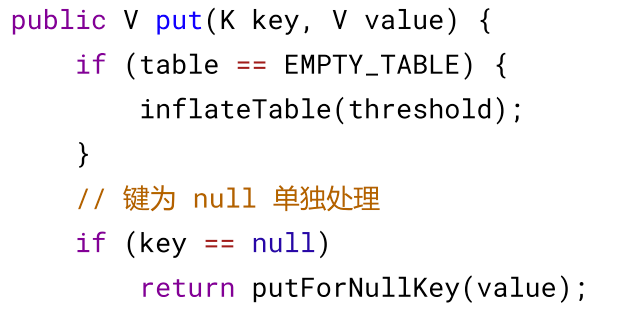 public V put(K key, V value) {
    if (table == EMPTY_TABLE) {
        inflateTable(threshold);
    }
    // 键为 null 单独处理
    if (key == null)
        return putForNullKey(value);